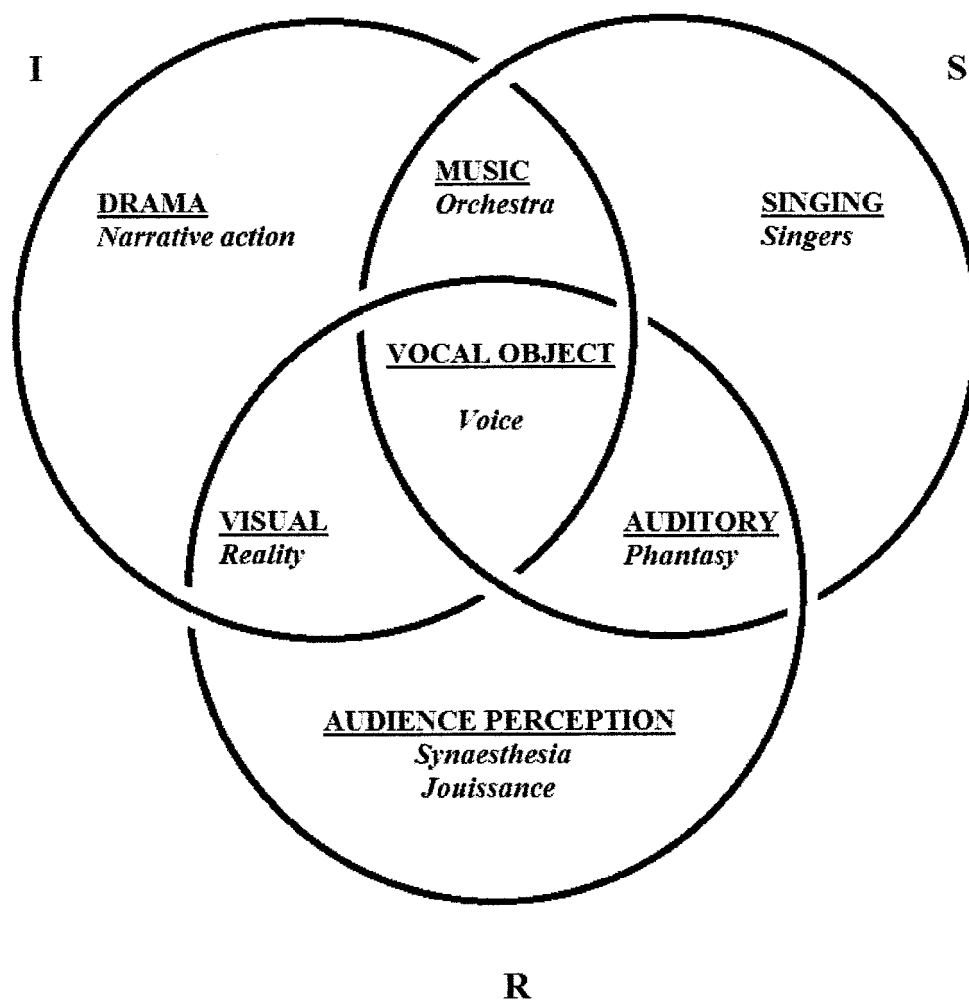 I
S
DRAMA
Narrative action
MUSIC
Orchestra
SINGING
Singers
VOCAL OBJECT
Voice
VISUAL
Reality
AUDITORY
Phantasy
AUDIENCE PERCEPTION
Synaesthesia
Jouissance
R